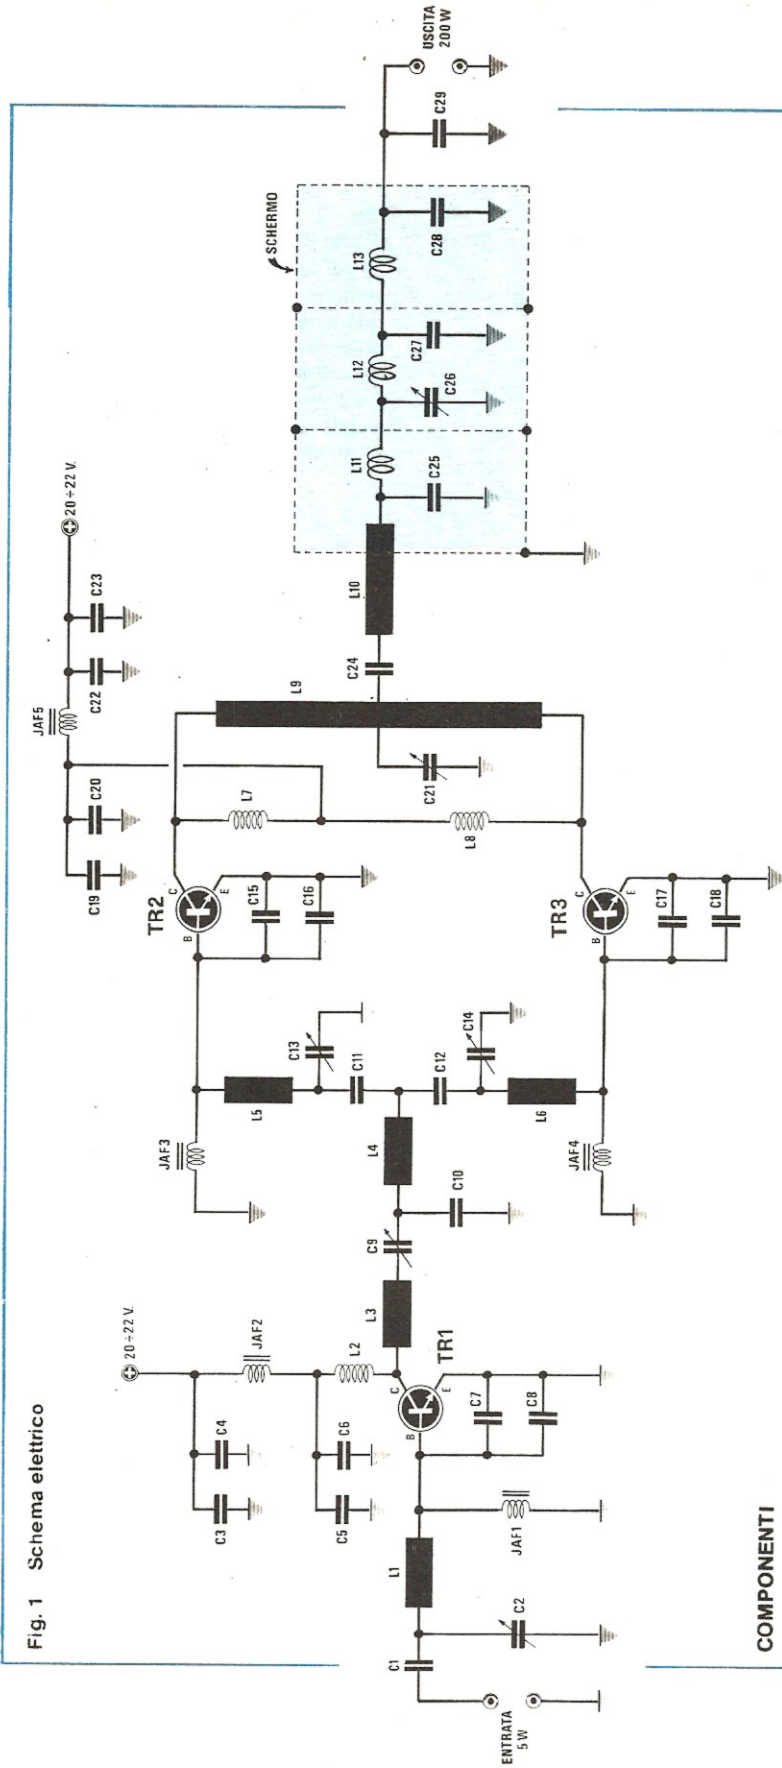 Fig. 1 Schema elettrico
ENTRATA
5 W
C1
C2
L1
JAF1
C3
C4
C5
C6
20÷22 V.
JAF2
L2
B
C
E
TR1
C7
C8
L3
C9
C10
L4
JAF3
L5
C13
C11
C12
C14
L6
JAF4
TR2
B
C
E
C15
C16
TR3
B
C
E
C17
C18
C19
C20
JAF5
C22
C23
20÷22 V.
L7
L8
C21
L9
C24
L10
SCHERMO
L11
C25
C26
L12
C27
L13
C28
C29
USCITA
200 W
COMPONENTI